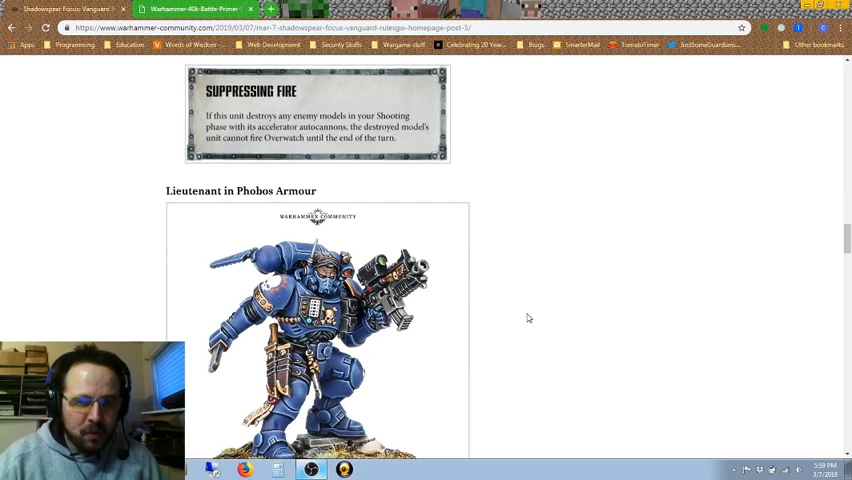 Shadowspear Focus: Vanguard
Warhammer-40k-Battle-Primer-
https://www.warhammer-community.com/2019/03/07/mar-7-shadowspear-focus-vanguard-rulesgw-homepage-post-3/
Apps Programming Education Words of Wisdom - Web Development Security Stuffs Wargame stuff Celebrating 20 Year... Blogs SmarterMail TomatoTimer JustSomeGuardian... Other bookmarks
SUPPRESSING FIRE
If this unit destroys any enemy models in your Shooting
phase with its accelerator autocannons, the destroyed model's
unit cannot fire Overwatch until the end of the turn.
Lieutenant in Phobos Armour
WARHAMMER COMMUNITY
5:59 PM
3/7/2019